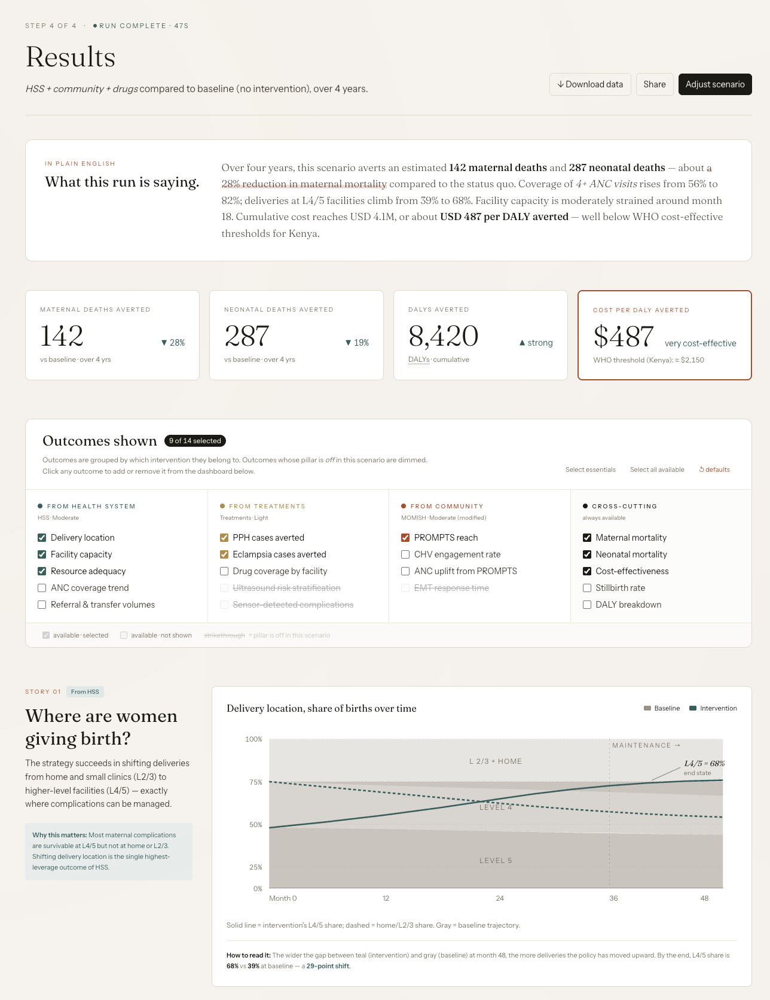 STEP 4 OF 4 · ● RUN COMPLETE · 47S
Results
HSS + community + drugs compared to baseline (no intervention), over 4 years.
↓ Download data
Share
Adjust scenario
IN PLAIN ENGLISH
What this run is saying.
Over four years, this scenario averts an estimated 142 maternal deaths and 287 neonatal deaths — about a
28% reduction in maternal mortality compared to the status quo. Coverage of 4+ ANC visits rises from 56% to
82%; deliveries at L4/5 facilities climb from 39% to 68%. Facility capacity is moderately strained around month
18. Cumulative cost reaches USD 4.1M, or about USD 487 per DALY averted — well below WHO cost-effective
thresholds for Kenya.
MATERNAL DEATHS AVERTED
142
▼ 28%
vs baseline · over 4 yrs
NEONATAL DEATHS AVERTED
287
▼ 19%
vs baseline · over 4 yrs
DALYS AVERTED
8,420
▲ strong
DALYs · cumulative
COST PER DALY AVERTED
$487
very cost-effective
WHO threshold (Kenya): ≈ $2,150
Outcomes shown
9 of 14 selected
Outcomes are grouped by which intervention they belong to. Outcomes whose pillar is off in this scenario are dimmed.
Click any outcome to add or remove it from the dashboard below.
Select essentials
Select all available
↺ defaults
FROM HEALTH SYSTEM
HSS · Moderate
Delivery location
Facility capacity
Resource adequacy
ANC coverage trend
Referral & transfer volumes
FROM TREATMENTS
Treatments · Light
PPH cases averted
Eclampsia cases averted
Drug coverage by facility
Ultrasound risk stratification
Sensor-detected complications
FROM COMMUNITY
MOMISH · Moderate (modified)
PROMPTS reach
CHV engagement rate
ANC uplift from PROMPTS
EMT response time
CROSS-CUTTING
always available
Maternal mortality
Neonatal mortality
Cost-effectiveness
Stillbirth rate
DALY breakdown
available · selected
available · not shown
strikethrough = pillar is off in this scenario
STORY 01
From HSS
Where are women
giving birth?
The strategy succeeds in shifting deliveries
from home and small clinics (L2/3) to
higher-level facilities (L4/5) — exactly
where complications can be managed.
Why this matters: Most maternal complications
are survivable at L4/5 but not at home or L2/3.
Shifting delivery location is the single highest-
leverage outcome of HSS.
Delivery location, share of births over time
Baseline
Intervention
100%
75%
50%
25%
0%
L 2/3 + HOME
LEVEL 4
LEVEL 5
MAINTENANCE →
L4/5 = 68%
end state
Month 0
12
24
36
48
Solid line = intervention's L4/5 share; dashed = home/L2/3 share. Gray = baseline trajectory.
How to read it: The wider the gap between teal (intervention) and gray (baseline) at month 48, the more deliveries the policy has moved upward. By the end, L4/5 share is
68% vs 39% at baseline — a 29-point shift.